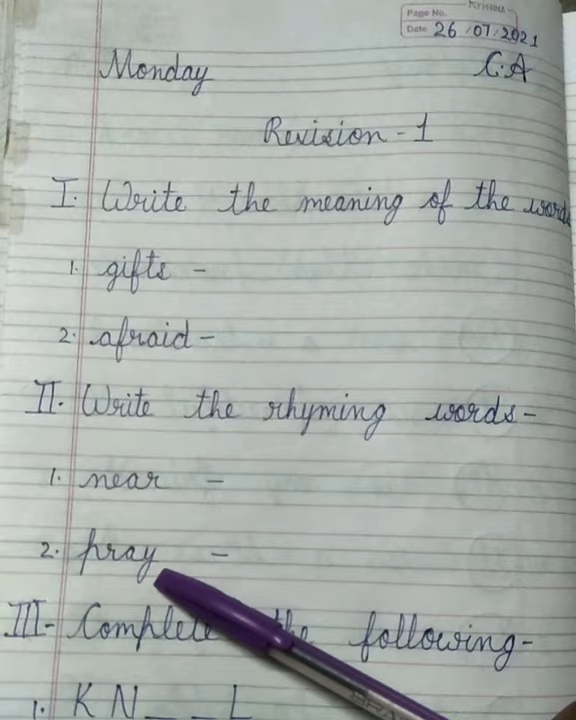 Page No.
Date 26/07/2021
Monday C.A
Revision - 1
I. Write the meaning of the words
1. gifts -
2. afraid -
II. Write the rhyming words -
1. near -
2. pray -
III - Complete the following -
1. K N _ _ L